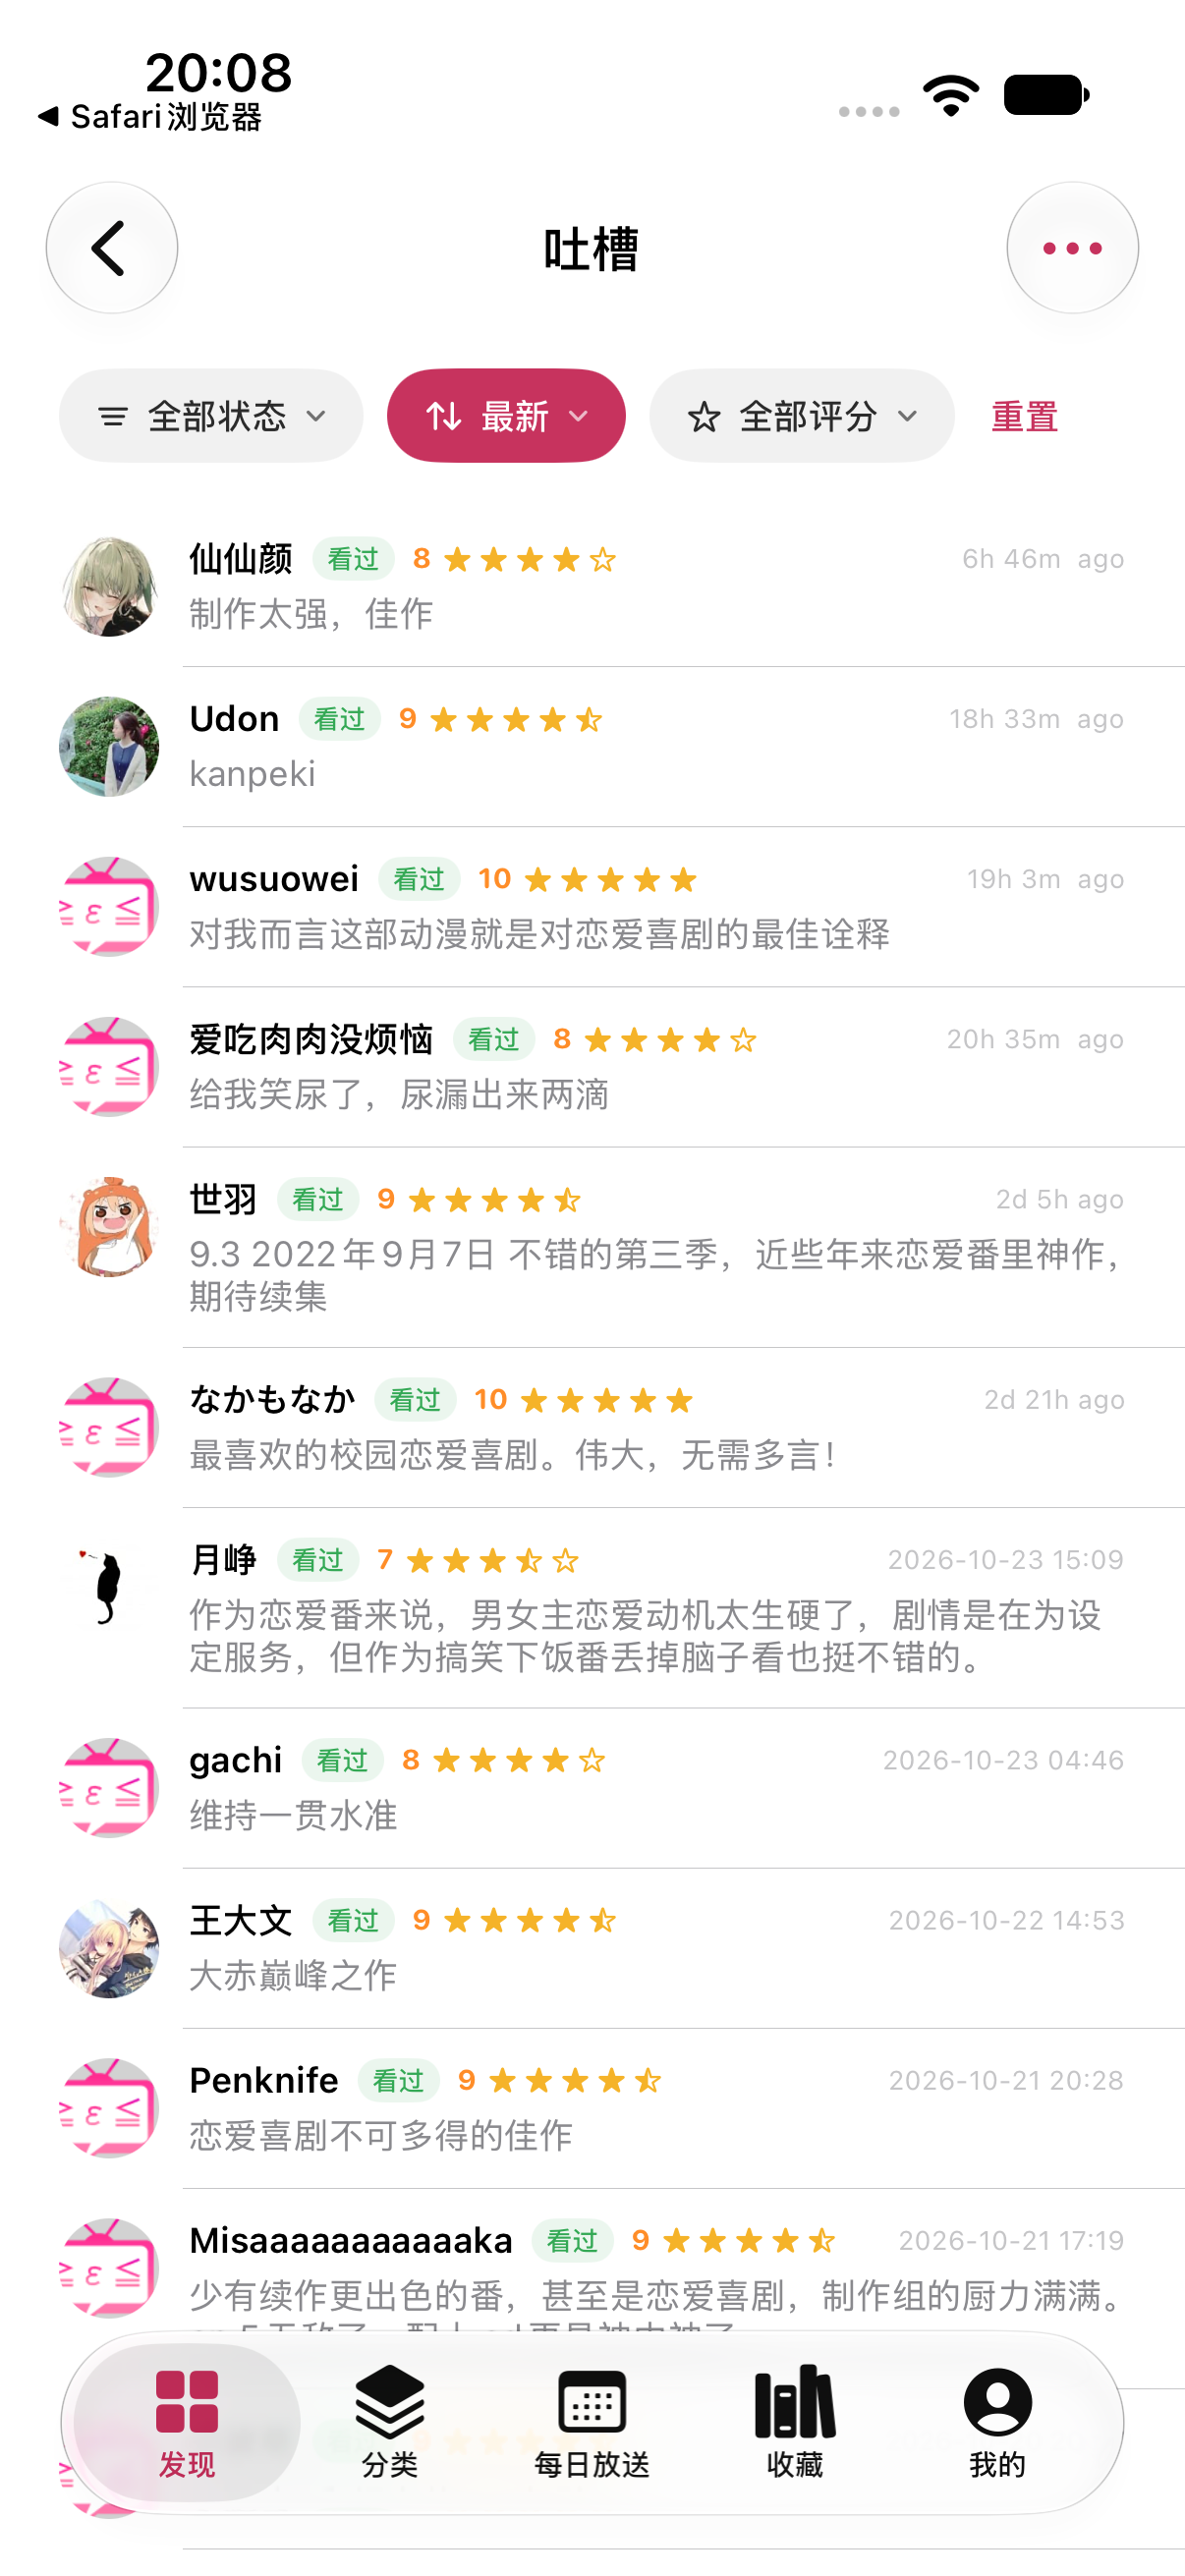 20:08
Safari浏览器
吐槽
全部状态 最新 全部评分 重置
仙仙颜 看过 8 6h 46m ago
制作太强，佳作
Udon 看过 9 18h 33m ago
kanpeki
wusuowei 看过 10 19h 3m ago
对我而言这部动漫就是对恋爱喜剧的最佳诠释
爱吃肉肉没烦恼 看过 8 20h 35m ago
给我笑尿了，尿漏出来两滴
世羽 看过 9 2d 5h ago
9.3 2022年9月7日 不错的第三季，近些年来恋爱番里神作，
期待续集
なかもなか 看过 10 2d 21h ago
最喜欢的校园恋爱喜剧。伟大，无需多言！
月峥 看过 7 2026-10-23 15:09
作为恋爱番来说，男女主恋爱动机太生硬了，剧情是在为设
定服务，但作为搞笑下饭番丢掉脑子看也挺不错的。
gachi 看过 8 2026-10-23 04:46
维持一贯水准
王大文 看过 9 2026-10-22 14:53
大赤巅峰之作
Penknife 看过 9 2026-10-21 20:28
恋爱喜剧不可多得的佳作
Misaaaaaaaaaaaaka 看过 9 2026-10-21 17:19
少有续作更出色的番，甚至是恋爱喜剧，制作组的厨力满满。
发现 分类 每日放送 收藏 我的